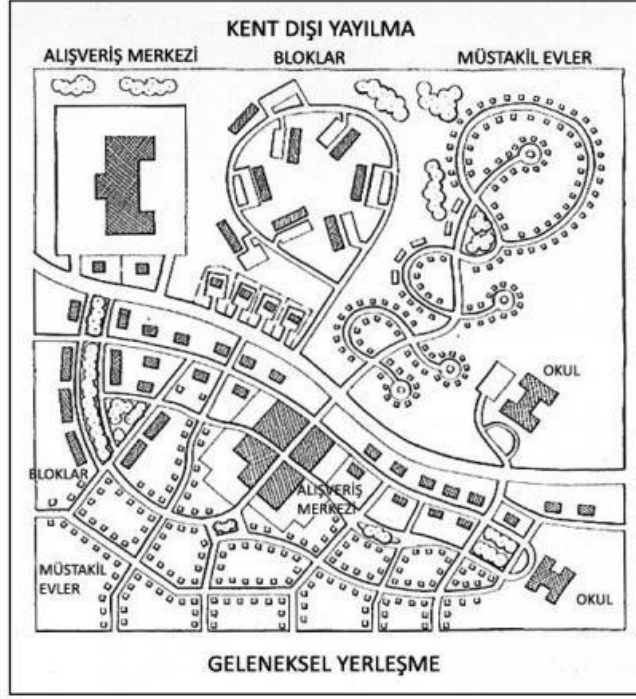 KENT DIŞI YAYILMA
ALIŞVERİŞ MERKEZİ
BLOKLAR
MÜSTAKİL EVLER
OKUL
BLOKLAR
ALIŞVERİŞ
MERKEZİ
MÜSTAKİL
EVLER
OKUL
GELENEKSEL YERLEŞME